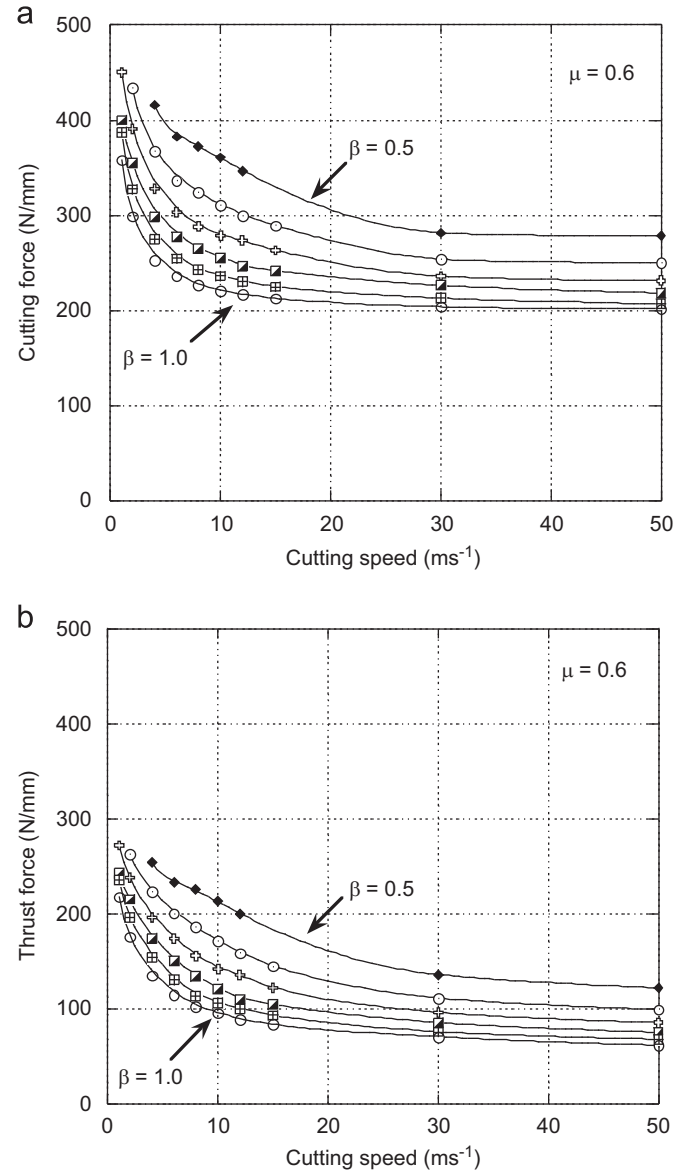 a
500
μ = 0.6
400
β = 0.5
300
200
β = 1.0
100
0
0 10 20 30 40 50
Cutting force (N/mm)
Cutting speed (ms⁻¹)
b
500
μ = 0.6
400
300
β = 0.5
200
100
β = 1.0
0
0 10 20 30 40 50
Thrust force (N/mm)
Cutting speed (ms⁻¹)